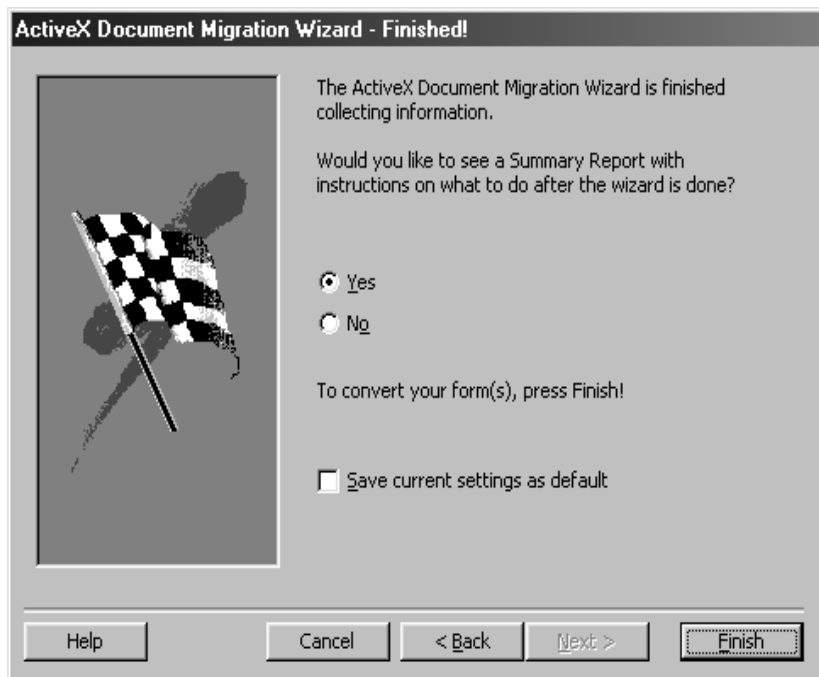 ActiveX Document Migration Wizard - Finished!
The ActiveX Document Migration Wizard is finished
collecting information.
Would you like to see a Summary Report with
instructions on what to do after the wizard is done?
Yes
No
To convert your form(s), press Finish!
Save current settings as default
Help
Cancel
< Back
Next >
Finish